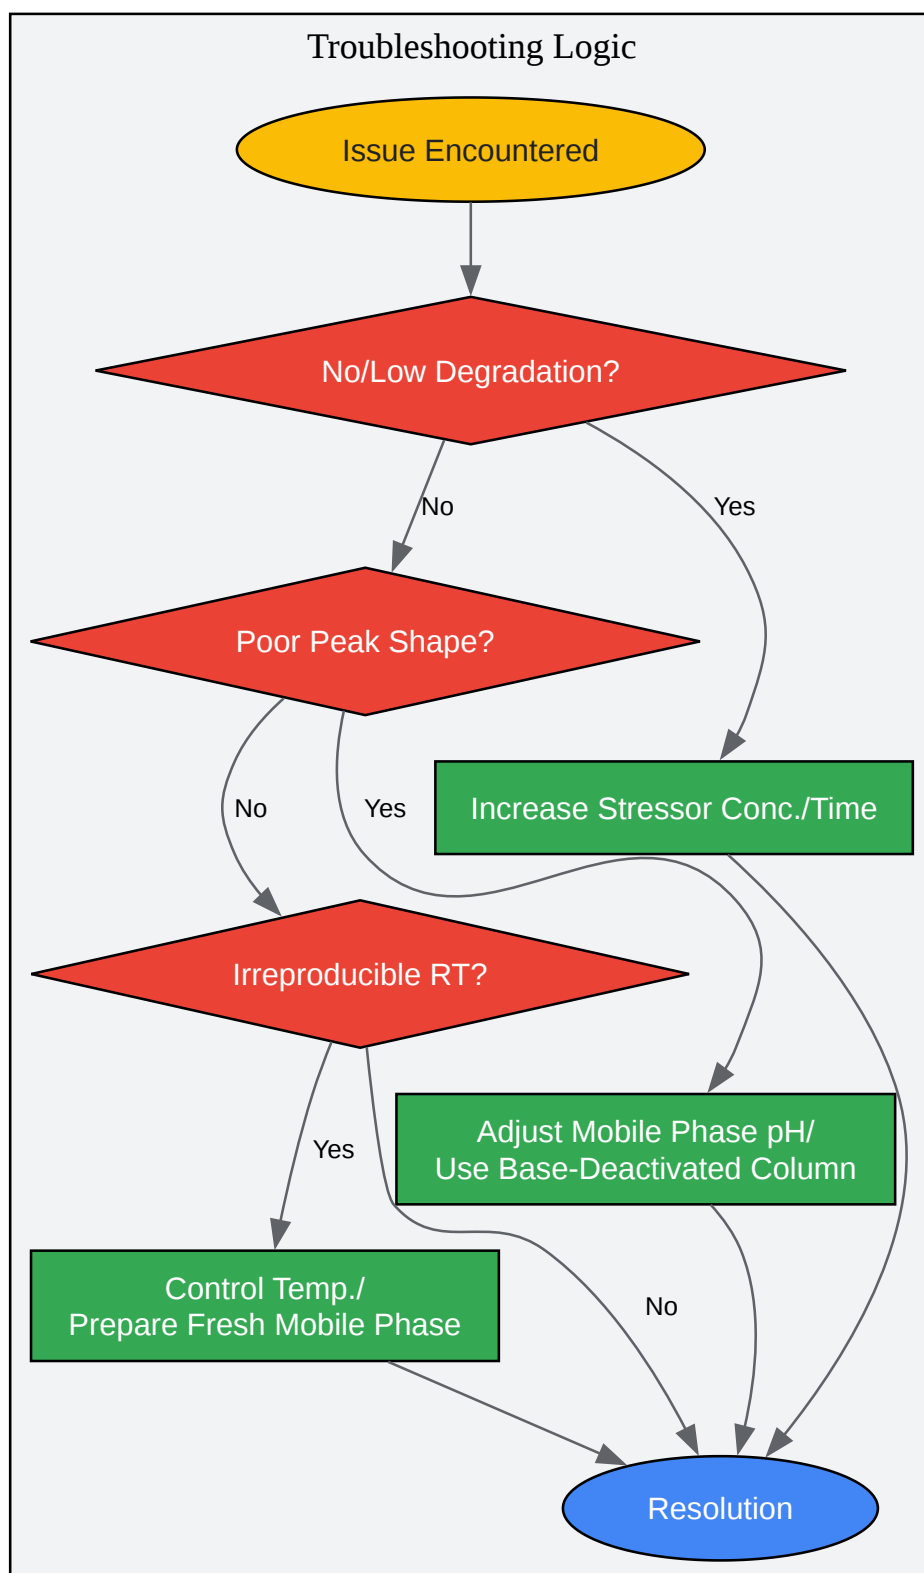 Troubleshooting Logic
Issue Encountered
No/Low Degradation?
No
Yes
Poor Peak Shape?
Increase Stressor Conc./Time
No
Yes
Irreproducible RT?
Adjust Mobile Phase pH/
Use Base-Deactivated Column
Yes
Control Temp./
Prepare Fresh Mobile Phase
No
Resolution